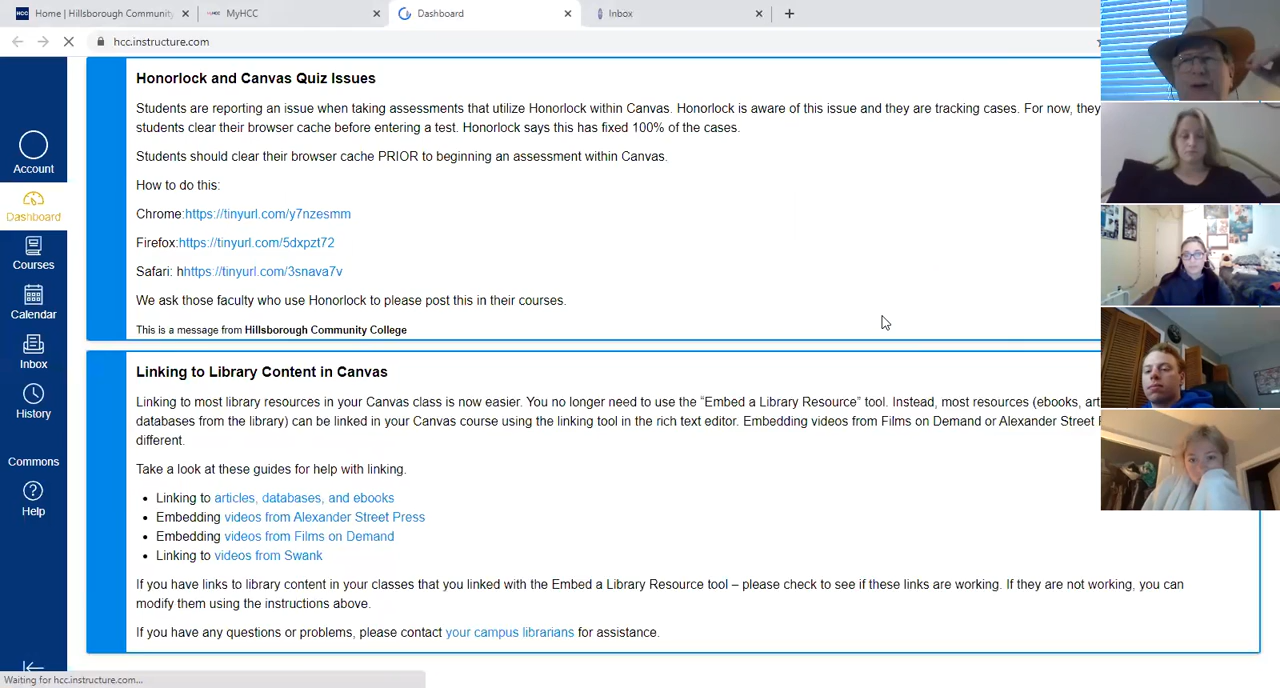 Home | Hillsborough Community
MyHCC
Dashboard
Inbox
hcc.instructure.com
Account
Dashboard
Courses
Calendar
Inbox
History
Commons
Help
Honorlock and Canvas Quiz Issues
Students are reporting an issue when taking assessments that utilize Honorlock within Canvas. Honorlock is aware of this issue and they are tracking cases. For now, they
students clear their browser cache before entering a test. Honorlock says this has fixed 100% of the cases.
Students should clear their browser cache PRIOR to beginning an assessment within Canvas.
How to do this:
Chrome:https://tinyurl.com/y7nzesmm
Firefox:https://tinyurl.com/5dxpzt72
Safari: hhttps://tinyurl.com/3snava7v
We ask those faculty who use Honorlock to please post this in their courses.
This is a message from Hillsborough Community College
Linking to Library Content in Canvas
Linking to most library resources in your Canvas class is now easier. You no longer need to use the “Embed a Library Resource” tool. Instead, most resources (ebooks,
databases from the library) can be linked in your Canvas course using the linking tool in the rich text editor. Embedding videos from Films on Demand or Alexander Street
different.
Take a look at these guides for help with linking.
• Linking to articles, databases, and ebooks
• Embedding videos from Alexander Street Press
• Embedding videos from Films on Demand
• Linking to videos from Swank
If you have links to library content in your classes that you linked with the Embed a Library Resource tool – please check to see if these links are working. If they are not working, you can
modify them using the instructions above.
If you have any questions or problems, please contact your campus librarians for assistance.
Waiting for hcc.instructure.com...